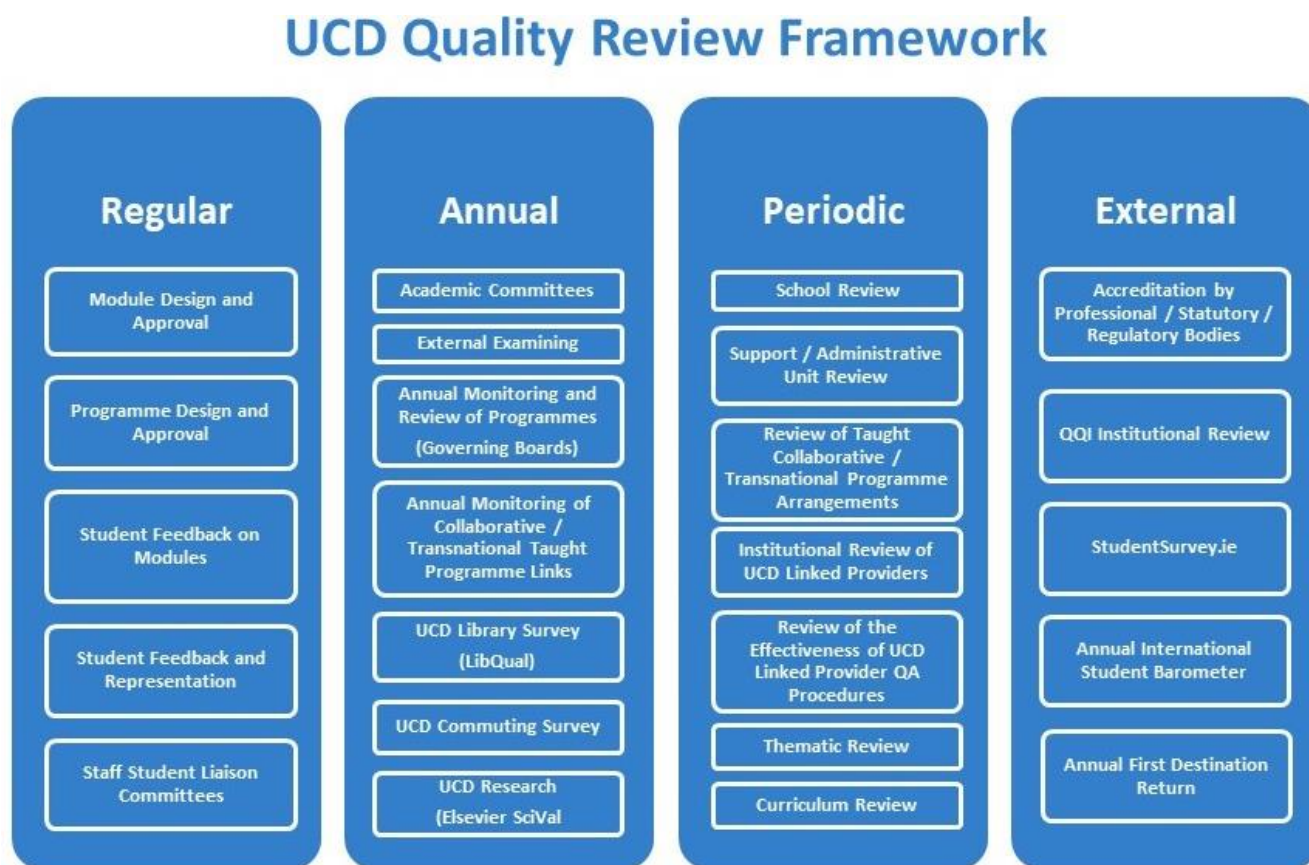 UCD Quality Review Framework
Regular
Module Design and
Approval
Programme Design and
Approval
Student Feedback on
Modules
Student Feedback and
Representation
Staff Student Liaison
Committees
Annual
Academic Committees
External Examining
Annual Monitoring and
Review of Programmes
(Governing Boards)
Annual Monitoring of
Collaborative /
Transnational Taught
Programme Links
UCD Library Survey
(LibQual)
UCD Commuting Survey
UCD Research
(Elsevier SciVal
Periodic
School Review
Support / Administrative
Unit Review
Review of Taught
Collaborative /
Transnational Programme
Arrangements
Institutional Review of
UCD Linked Providers
Review of the
Effectiveness of UCD
Linked Provider QA
Procedures
Thematic Review
Curriculum Review
External
Accreditation by
Professional / Statutory /
Regulatory Bodies
QQI Institutional Review
StudentSurvey.ie
Annual International
Student Barometer
Annual First Destination
Return